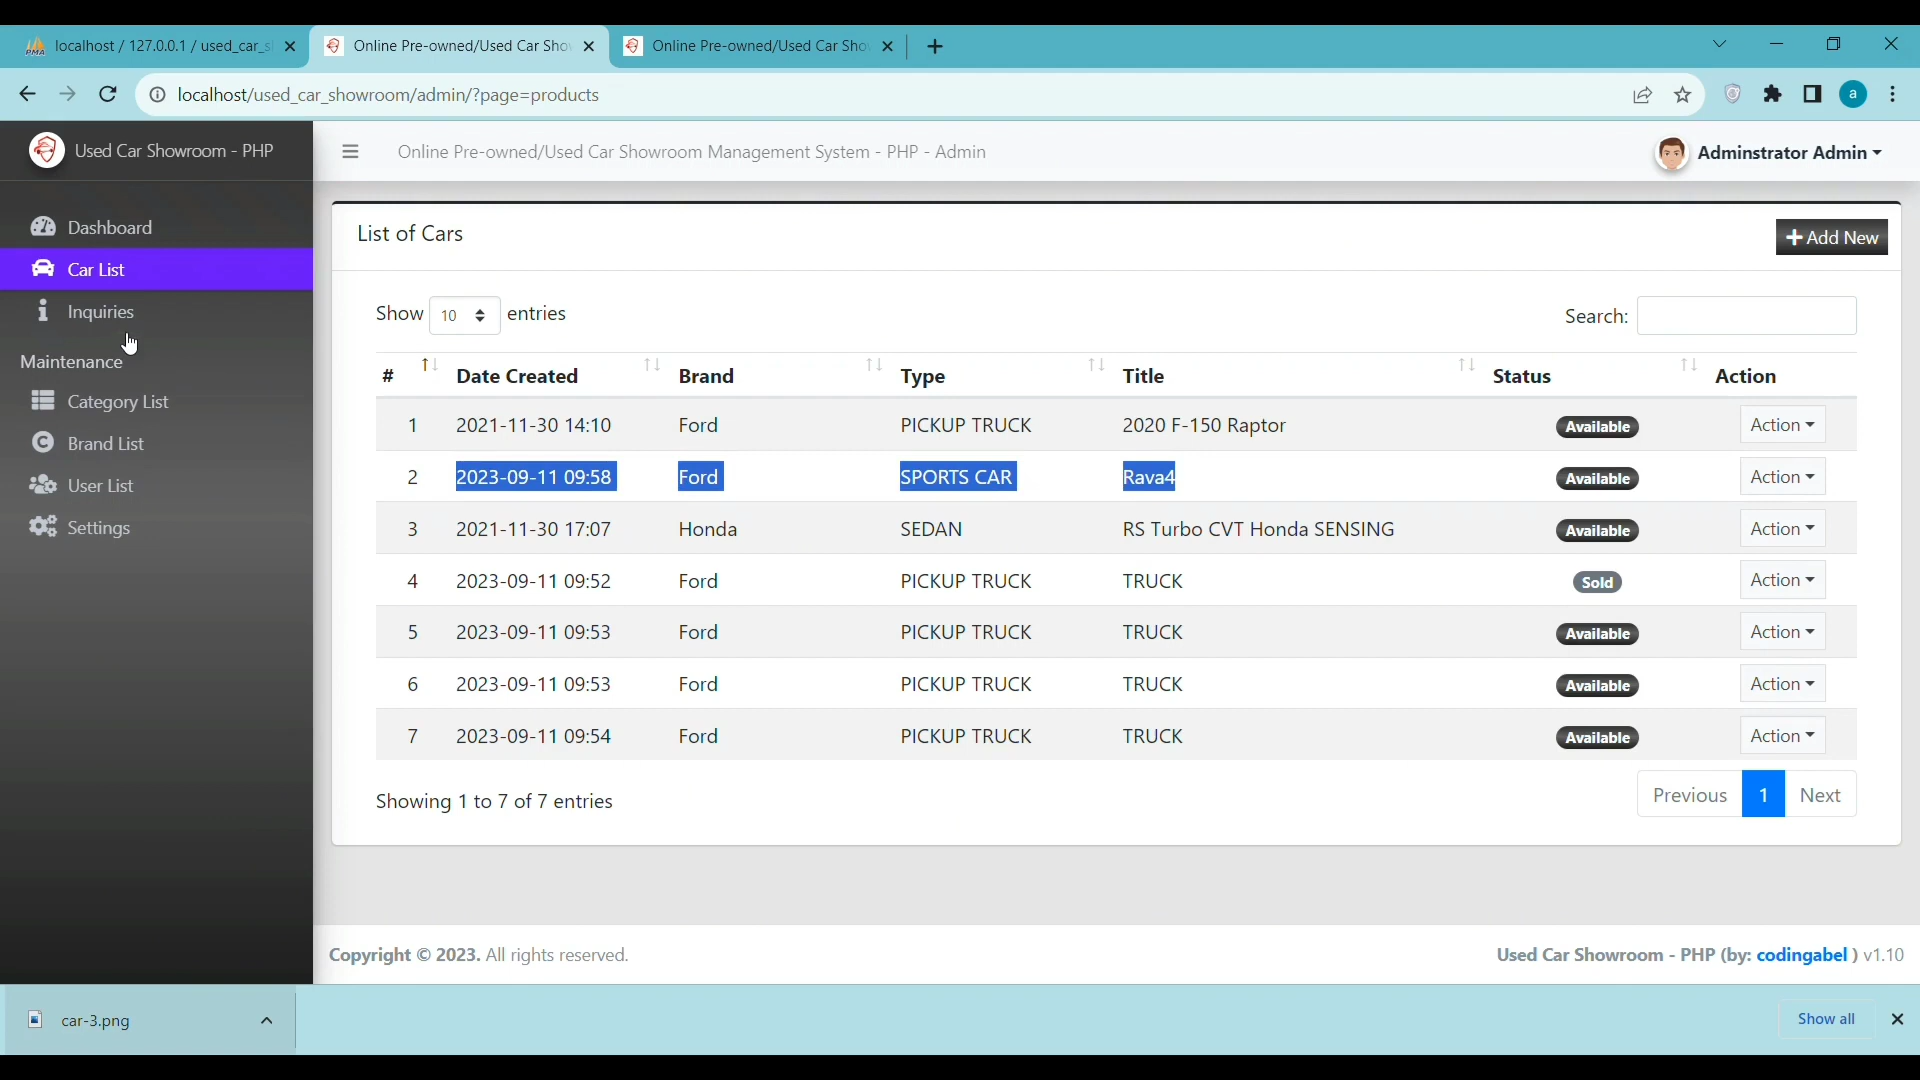 localhost / 127.0.0.1 / used_car_s
Online Pre-owned/Used Car Sho
Online Pre-owned/Used Car Sho
localhost/used_car_showroom/admin/?page=products
a
Used Car Showroom - PHP
Online Pre-owned/Used Car Showroom Management System - PHP - Admin
Adminstrator Admin
Dashboard
Car List
Inquiries
Maintenance
Category List
Brand List
User List
Settings
List of Cars
Add New
Show 10 entries
Search:
# Date Created Brand Type Title Status Action
1 2021-11-30 14:10 Ford PICKUP TRUCK 2020 F-150 Raptor Available Action
2 2023-09-11 09:58 Ford SPORTS CAR Rava4 Available Action
3 2021-11-30 17:07 Honda SEDAN RS Turbo CVT Honda SENSING Available Action
4 2023-09-11 09:52 Ford PICKUP TRUCK TRUCK Sold Action
5 2023-09-11 09:53 Ford PICKUP TRUCK TRUCK Available Action
6 2023-09-11 09:53 Ford PICKUP TRUCK TRUCK Available Action
7 2023-09-11 09:54 Ford PICKUP TRUCK TRUCK Available Action
Showing 1 to 7 of 7 entries
Previous 1 Next
Copyright © 2023. All rights reserved.
Used Car Showroom - PHP (by: codingabel ) v1.10
car-3.png
Show all